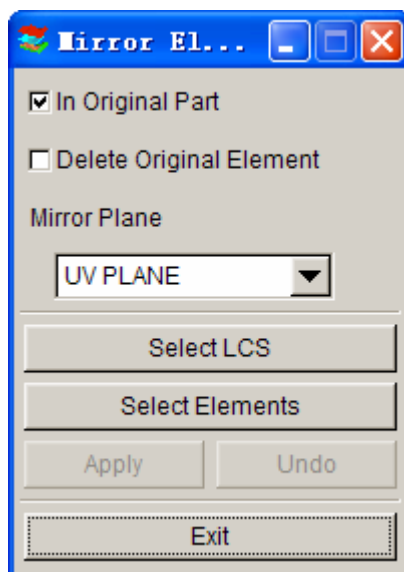 Mirror El...
In Original Part
Delete Original Element
Mirror Plane
UV PLANE
Select LCS
Select Elements
Apply Undo
Exit